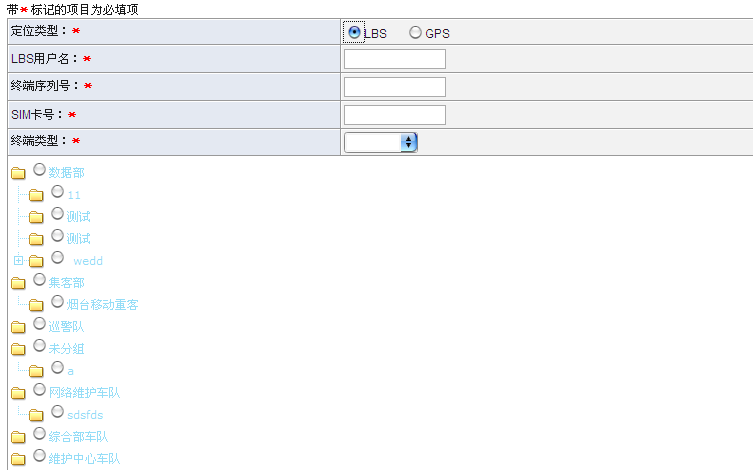 带*标记的项目为必填项
定位类型：* LBS GPS
LBS用户名：*
终端序列号：*
SIM卡号：*
终端类型：*
数据部
11
测试
测试
wedd
集客部
烟台移动重客
巡警队
未分组
a
网络维护车队
sdsfds
综合部车队
维护中心车队